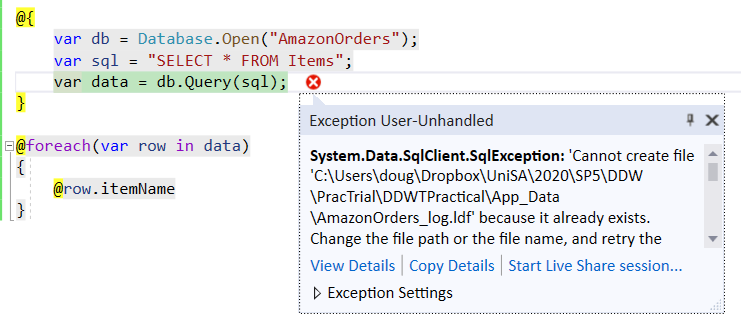 @{
var db = Database.Open("AmazonOrders");
var sql = "SELECT * FROM Items";
var data = db.Query(sql);
}
Exception User-Unhandled
@foreach(var row in data)
System.Data.SqlClient.SqlException: 'Cannot create file
'C:\Users\doug\Dropbox\UniSA\2020\SP5\DDW
{
\PracTrial\DDWTPractical\App_Data
@row.itemName
\AmazonOrders_log.ldf' because it already exists.
}
Change the file path or the file name, and retry the
View Details | Copy Details | Start Live Share session...
Exception Settings